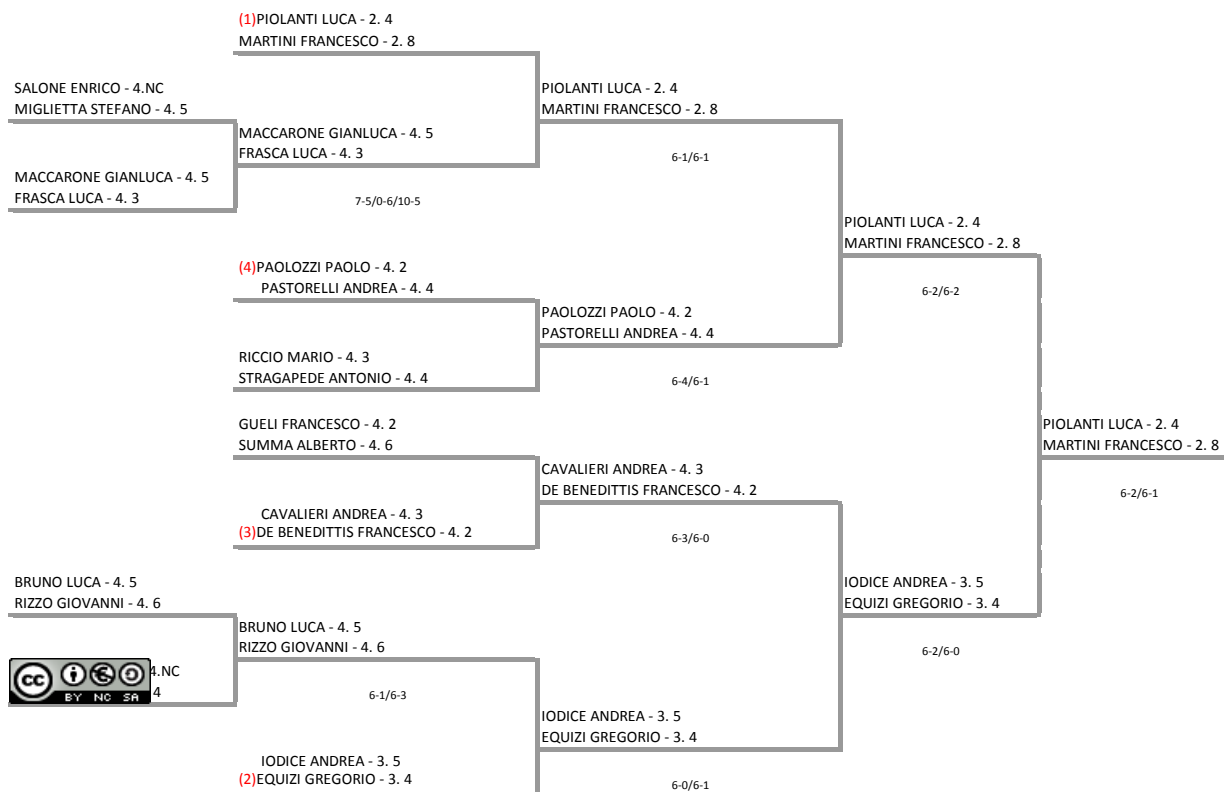 (1)PIOLANTI LUCA - 2. 4
MARTINI FRANCESCO - 2. 8
SALONE ENRICO - 4.NC
MIGLIETTA STEFANO - 4. 5
PIOLANTI LUCA - 2. 4
MARTINI FRANCESCO - 2. 8
MACCARONE GIANLUCA - 4. 5
FRASCA LUCA - 4. 3
6-1/6-1
MACCARONE GIANLUCA - 4. 5
FRASCA LUCA - 4. 3
7-5/0-6/10-5
PIOLANTI LUCA - 2. 4
MARTINI FRANCESCO - 2. 8
(4)PAOLOZZI PAOLO - 4. 2
PASTORELLI ANDREA - 4. 4
6-2/6-2
PAOLOZZI PAOLO - 4. 2
PASTORELLI ANDREA - 4. 4
RICCIO MARIO - 4. 3
STRAGAPEDE ANTONIO - 4. 4
6-4/6-1
GUELI FRANCESCO - 4. 2
SUMMA ALBERTO - 4. 6
PIOLANTI LUCA - 2. 4
MARTINI FRANCESCO - 2. 8
CAVALIERI ANDREA - 4. 3
DE BENEDITTIS FRANCESCO - 4. 2
6-2/6-1
CAVALIERI ANDREA - 4. 3
(3)DE BENEDITTIS FRANCESCO - 4. 2
6-3/6-0
BRUNO LUCA - 4. 5
RIZZO GIOVANNI - 4. 6
IODICE ANDREA - 3. 5
EQUIZI GREGORIO - 3. 4
BRUNO LUCA - 4. 5
RIZZO GIOVANNI - 4. 6
6-2/6-0
4.NC
4
cc BY NC SA
6-1/6-3
IODICE ANDREA - 3. 5
EQUIZI GREGORIO - 3. 4
IODICE ANDREA - 3. 5
(2)EQUIZI GREGORIO - 3. 4
6-0/6-1